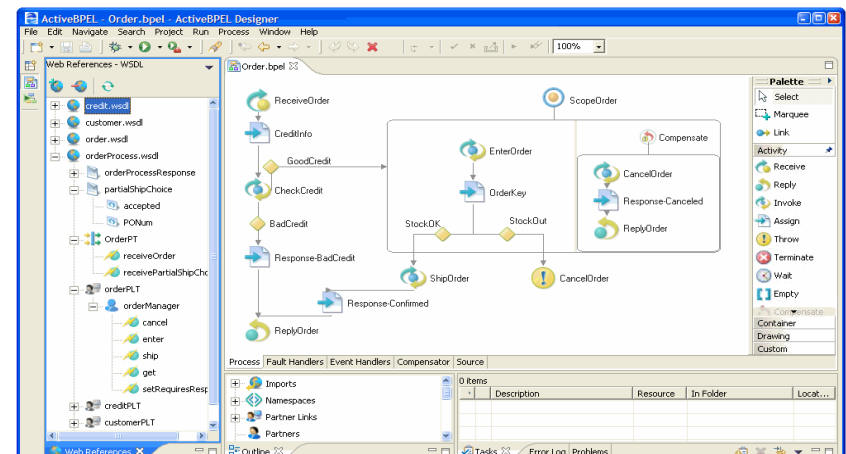 ActiveBPEL - Order.bpel - ActiveBPEL Designer
File Edit Navigate Search Project Run Process Window Help
100%
Web References - WSDL
credit.wsdl
customer.wsdl
order.wsdl
orderProcess.wsdl
orderProcessResponse
partialShipChoice
accepted
PONum
OrderPT
receiveOrder
receivePartialShipChc
orderPLT
orderManager
cancel
enter
ship
get
setRequiresResp
creditPLT
customerPLT
Web References
Order.bpel
ReceiveOrder
CreditInfo
GoodCredit
CheckCredit
BadCredit
Response-BadCredit
Response-Confirmed
ReplyOrder
ScopeOrder
EnterOrder
OrderKey
StockOK
StockOut
ShipOrder
CancelOrder
Compensate
CancelOrder
Response-Canceled
ReplyOrder
Process Fault Handlers Event Handlers Compensator Source
Palette
Select
Marquee
Link
Activity
Receive
Reply
Invoke
Assign
Throw
Terminate
Wait
Empty
Compensate
Container
Drawing
Custom
Imports
Namespaces
Partner Links
Partners
Outline
0 items
! Description Resource In Folder Locat...
Tasks Error Log Problems